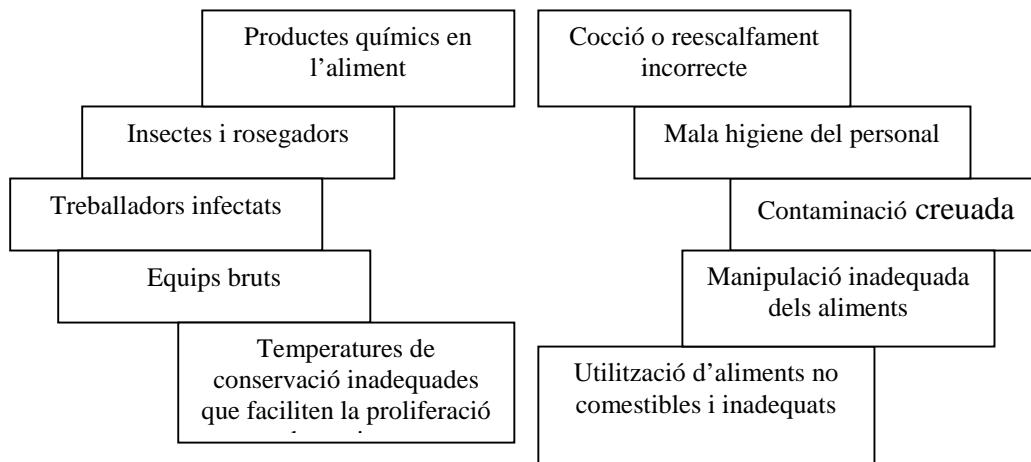 Productes químics en
l’aliment
Cocció o reescalfament
incorrecte
Insectes i rosegadors
Mala higiene del personal
Treballadors infectats
Contaminació creuada
Equips bruts
Manipulació inadequada
dels aliments
Temperatures de
conservació inadequades
que faciliten la proliferació
Utilització d’aliments no
comestibles i inadequats